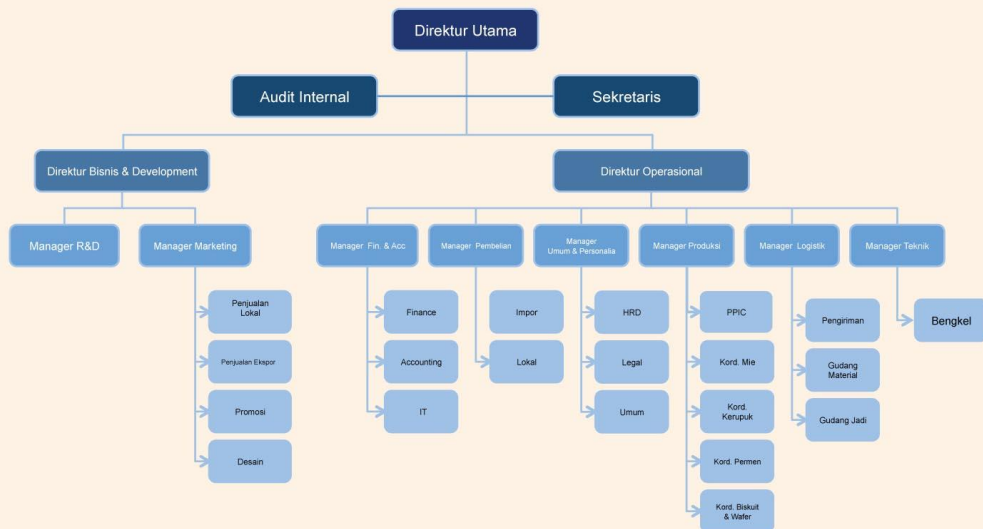 Direktur Utama
Audit Internal
Sekretaris
Direktur Bisnis & Development
Direktur Operasional
Manager R&D
Manager Marketing
Manager Fin. & Acc
Manager Pembelian
Manager
Umum & Personalia
Manager Produksi
Manager Logistik
Manager Teknik
Penjualan
Lokal
Penjualan Ekspor
Promosi
Desain
Finance
Accounting
IT
Impor
Lokal
HRD
Legal
Umum
PPIC
Kord. Mie
Kord.
Kerupuk
Kord. Permen
Kord. Biskuit
& Wafer
Pengiriman
Gudang
Material
Gudang Jadi
Bengkel